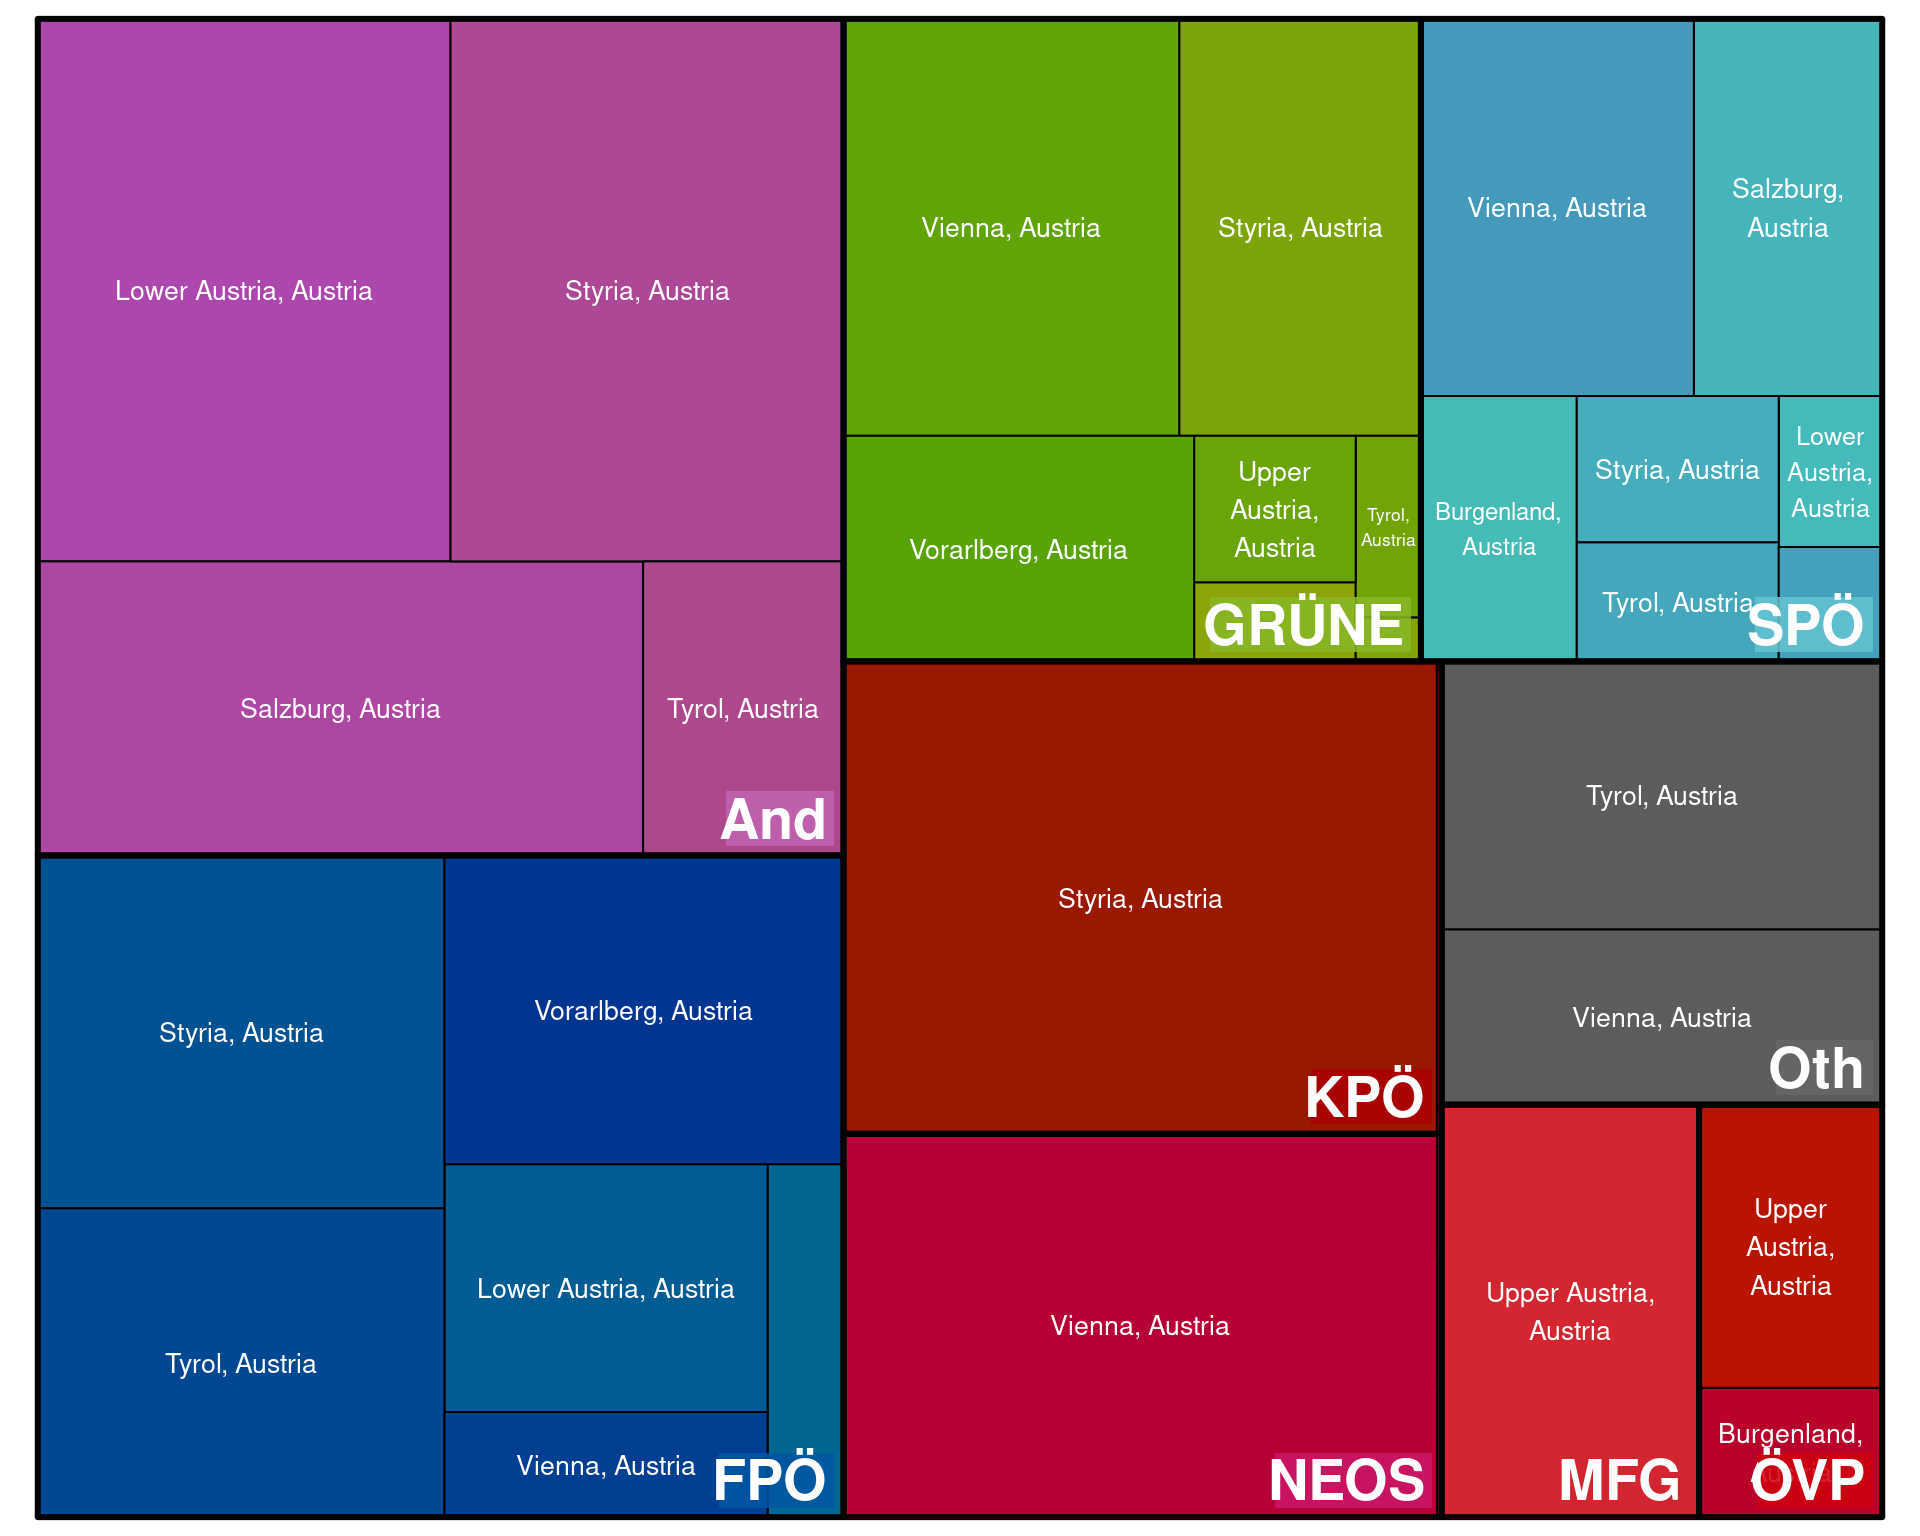 Lower Austria, Austria
Styria, Austria
Salzburg, Austria
Tyrol, Austria
And
Styria, Austria
Vorarlberg, Austria
Tyrol, Austria
Lower Austria, Austria
Vienna, Austria
FPÖ
Vienna, Austria
Styria, Austria
Vorarlberg, Austria
Upper
Austria,
Austria
Tyrol,
Austria
GRÜNE
Vienna, Austria
Salzburg,
Austria
Burgenland,
Austria
Styria, Austria
Lower
Austria,
Austria
Tyrol, Austria
SPÖ
Styria, Austria
KPÖ
Tyrol, Austria
Vienna, Austria
Oth
Vienna, Austria
NEOS
Upper Austria,
Austria
MFG
Upper
Austria,
Austria
Burgenland,
Austria
ÖVP